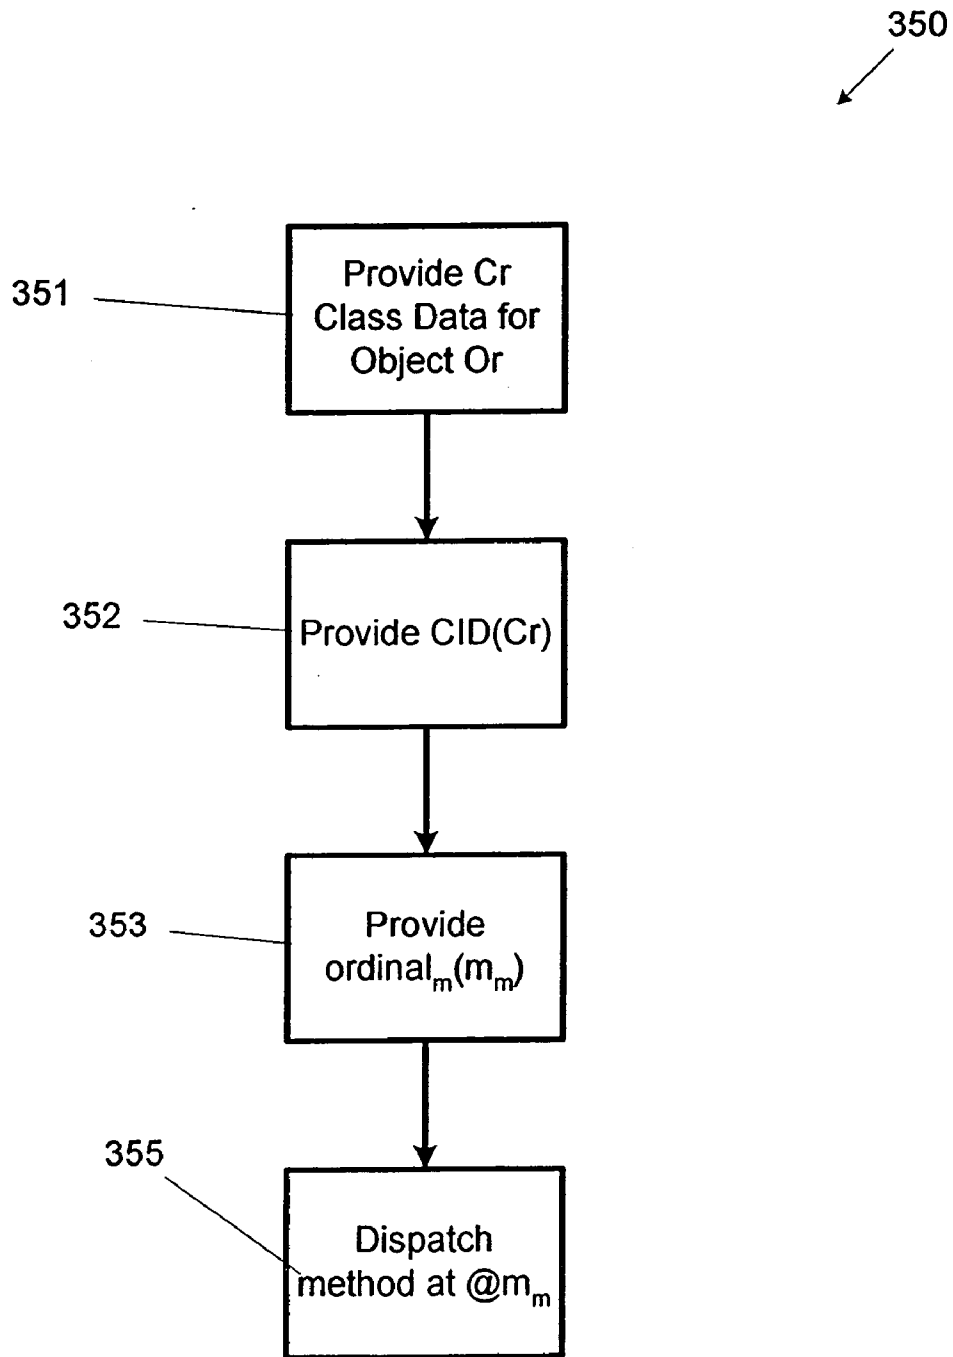 350
351
Provide Cr
Class Data for
Object Or
352
Provide CID(Cr)
353
Provide
ordinalₘ(mₘ)
355
Dispatch
method at @mₘ